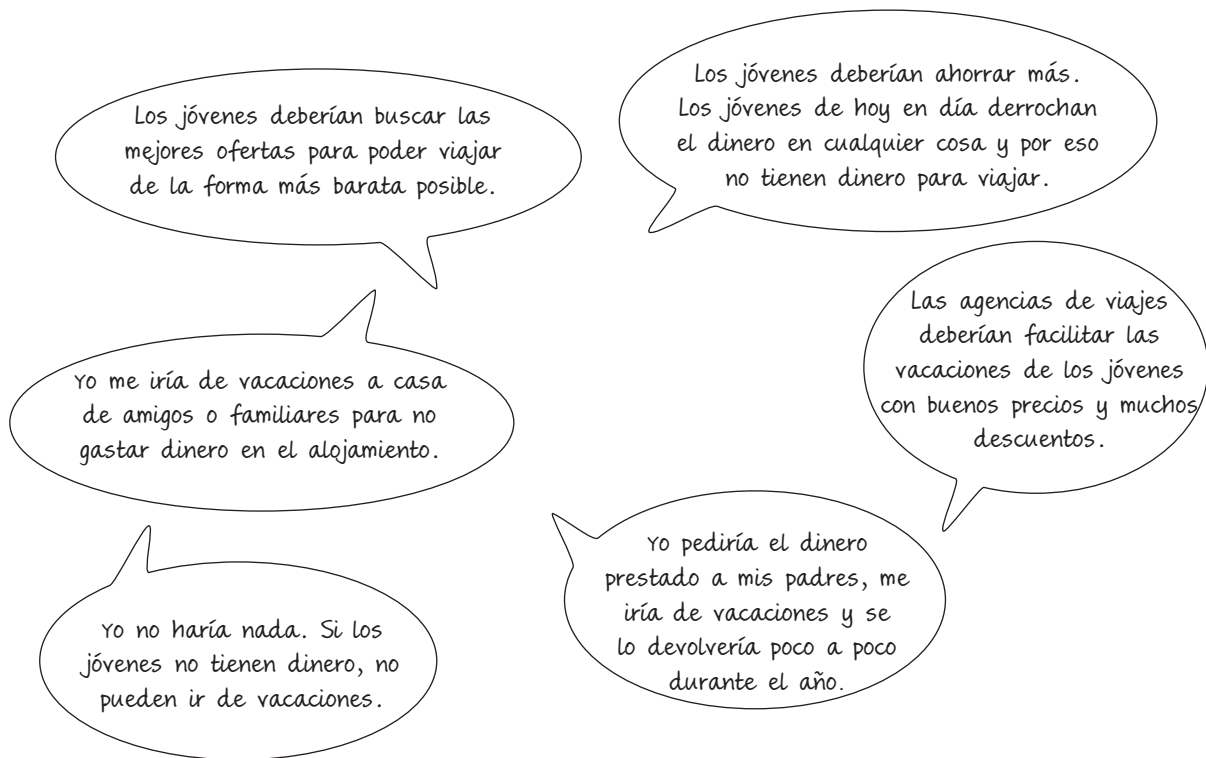 Los jóvenes deberían buscar las
mejores ofertas para poder viajar
de la forma más barata posible.
Los jóvenes deberían ahorrar más.
Los jóvenes de hoy en día derrochan
el dinero en cualquier cosa y por eso
no tienen dinero para viajar.
Las agencias de viajes
deberían facilitar las
vacaciones de los jóvenes
con buenos precios y muchos
descuentos.
Yo me iría de vacaciones a casa
de amigos o familiares para no
gastar dinero en el alojamiento.
Yo pediría el dinero
prestado a mis padres, me
iría de vacaciones y se
lo devolvería poco a poco
durante el año.
Yo no haría nada. Si los
jóvenes no tienen dinero, no
pueden ir de vacaciones.